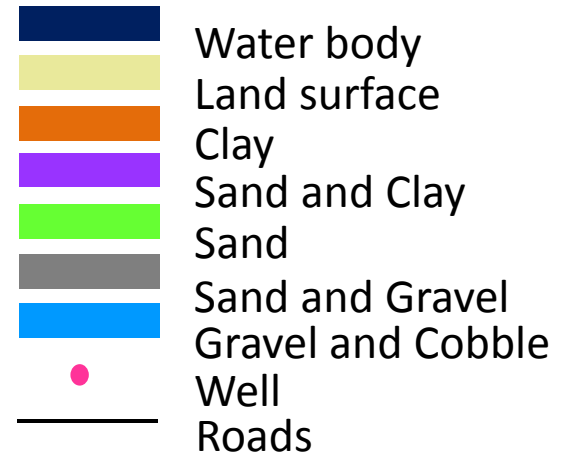 Water body
Land surface
Clay
Sand and Clay
Sand
Sand and Gravel
Gravel and Cobble
Well
Roads